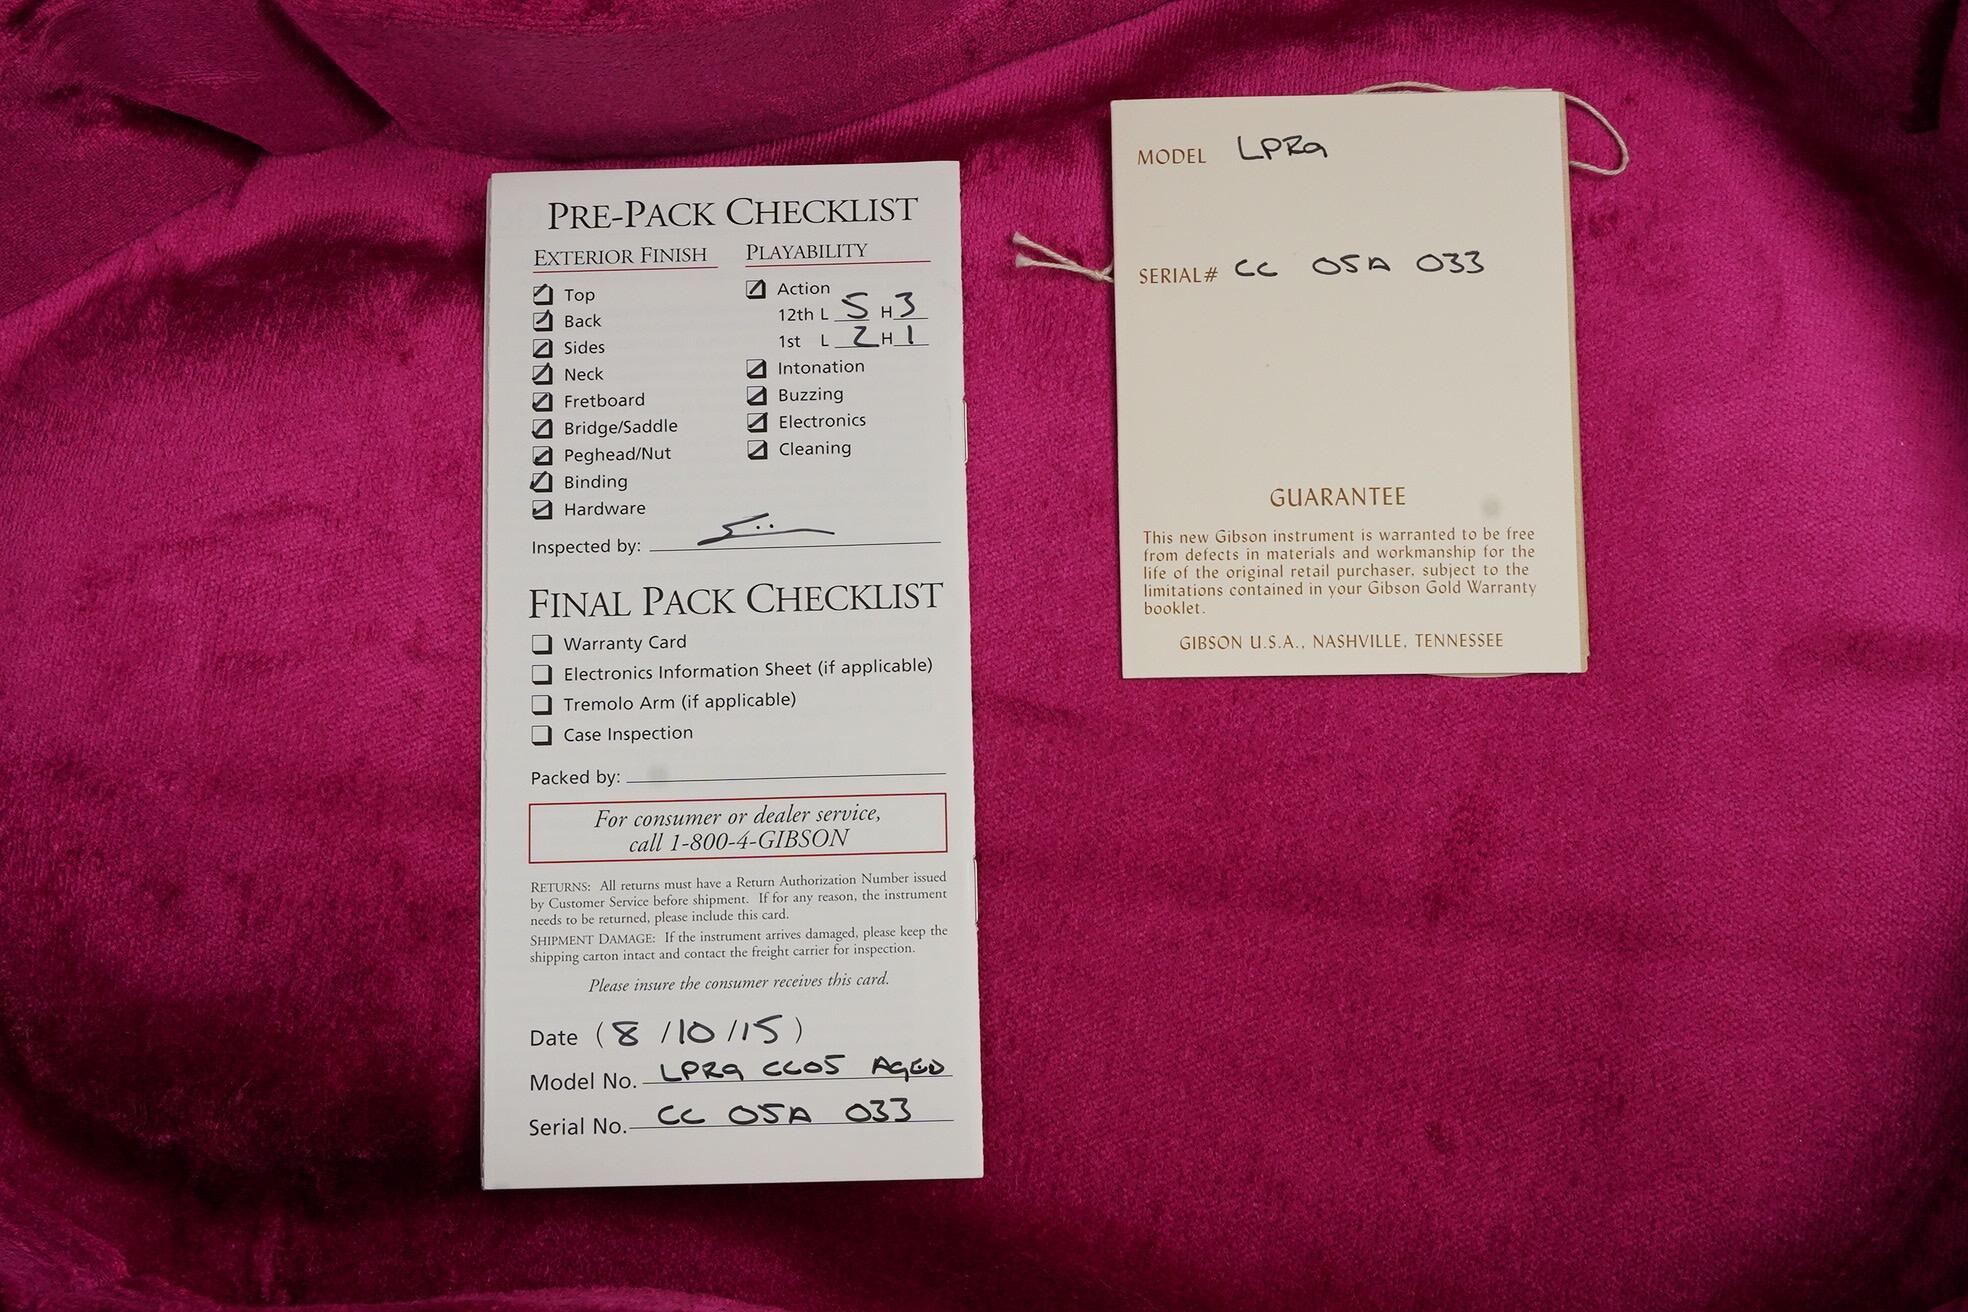 PRE-PACK CHECKLIST
EXTERIOR FINISH
Top
Back
Sides
Neck
Fretboard
Bridge/Saddle
Peghead/Nut
Binding
Hardware
PLAYABILITY
Action
12th L 5 H 3
1st L 2 H 1
Intonation
Buzzing
Electronics
Cleaning
Inspected by:
FINAL PACK CHECKLIST
Warranty Card
Electronics Information Sheet (if applicable)
Tremolo Arm (if applicable)
Case Inspection
Packed by:
For consumer or dealer service,
call 1-800-4-GIBSON
RETURNS: All returns must have a Return Authorization Number issued
by Customer Service before shipment. If for any reason, the instrument
needs to be returned, please include this card.
SHIPMENT DAMAGE: If the instrument arrives damaged, please keep the
shipping carton intact and contact the freight carrier for inspection.
Please insure the consumer receives this card.
Date (8/10/15)
Model No. LPR9 CC05 AGED
Serial No. CC 05A 033
MODEL LPR9
SERIAL# CC 05A 033
GUARANTEE
This new Gibson instrument is warranted to be free
from defects in materials and workmanship for the
life of the original retail purchaser, subject to the
limitations contained in your Gibson Gold Warranty
booklet.
GIBSON U.S.A., NASHVILLE, TENNESSEE